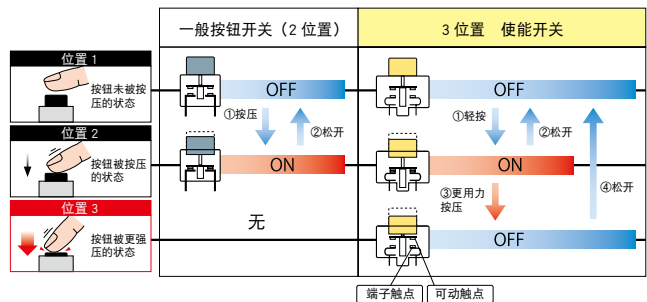 一般按钮开关（2 位置）
3 位置　使能开关
位置 1
按钮未被按
压的状态
OFF
OFF
①按压
②松开
①轻按
②松开
位置 2
按钮被按压
的状态
ON
ON
③更用力
按压
④松开
位置 3
按钮被更强
压的状态
无
OFF
端子触点
可动触点